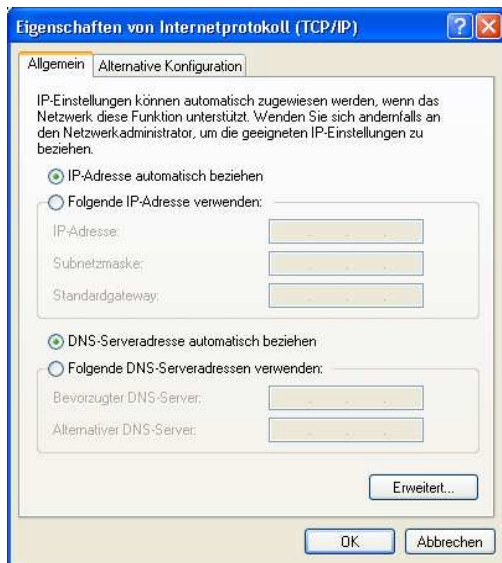 Eigenschaften von Internetprotokoll (TCP/IP)
Allgemein
Alternative Konfiguration
IP-Einstellungen können automatisch zugewiesen werden, wenn das
Netzwerk diese Funktion unterstützt. Wenden Sie sich andernfalls an
den Netzwerkadministrator, um die geeigneten IP-Einstellungen zu
beziehen.
IP-Adresse automatisch beziehen
Folgende IP-Adresse verwenden:
IP-Adresse:
Subnetzmaske:
Standardgateway:
DNS-Serveradresse automatisch beziehen
Folgende DNS-Serveradressen verwenden:
Bevorzugter DNS-Server:
Alternativer DNS-Server:
Erweitert...
OK
Abbrechen